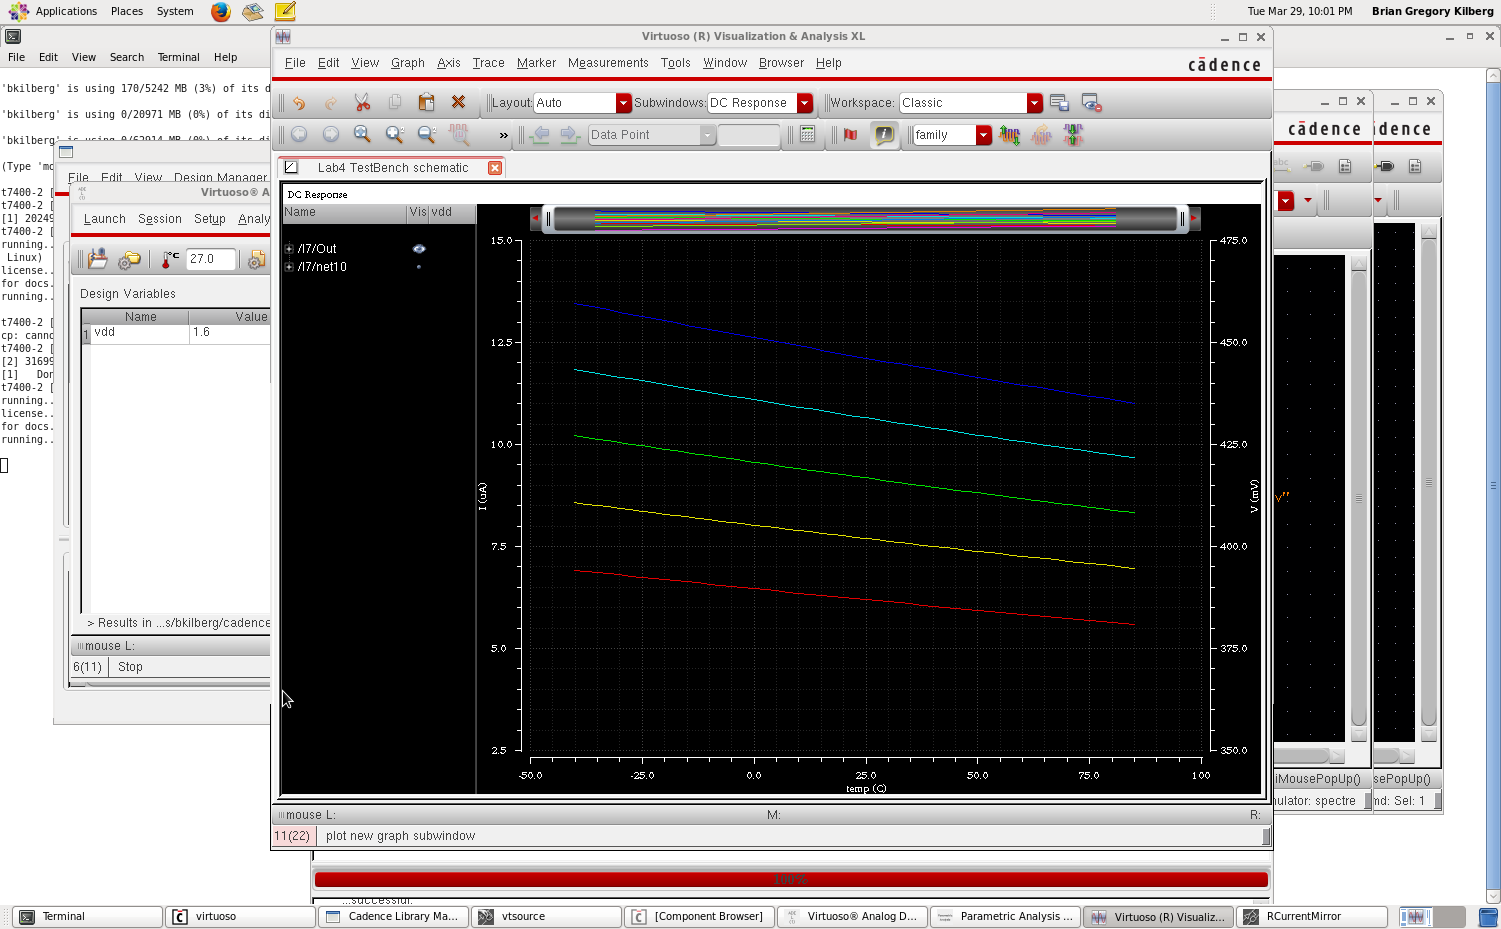 Applications Places System
Tue Mar 29, 10:01 PM Brian Gregory Kilberg
File Edit View Search Terminal Help
'bkilberg' is using 170/5242 MB (3%) of its d
'bkilberg' is using 0/20971 MB (0%) of its di
(Type 'mo
t7400-2 [
t7400-2 [
[1] 20249
t7400-2 [
running..
Linux)
license..
for docs.
running..
t7400-2 [
cp: canno
t7400-2 [
[2] 31699
[1] Don
t7400-2 [
running..
license..
for docs.
running..
File Edit View Design Manager
Virtuoso® A
Launch Session Setup Analy
27.0
Design Variables
Name Value
1 vdd 1.6
> Results in ...s/bkilberg/cadence
mouse L:
6(11) Stop
Virtuoso (R) Visualization & Analysis XL
File Edit View Graph Axis Trace Marker Measurements Tools Window Browser Help
cādence
Layout: Auto Subwindows: DC Response Workspace: Classic
» Data Point family
Lab4 TestBench schematic
DC Response
Name Vis vdd
/I7/Out
/I7/net10
15.0
12.5
10.0
7.5
5.0
2.5
I (uA)
475.0
450.0
425.0
400.0
375.0
350.0
V (mV)
-50.0 -25.0 0.0 25.0 50.0 75.0 100
temp (C)
mouse L: M: R:
11(22) plot new graph subwindow
cādence
dence
v"
iMousePopUp()
sePopUp()
nulator: spectre
md: Sel: 1
100%
...successful.
Terminal
virtuoso
Cadence Library Ma...
vtsource
[Component Browser]
Virtuoso® Analog D...
Parametric Analysis ...
Virtuoso (R) Visualiz...
RCurrentMirror